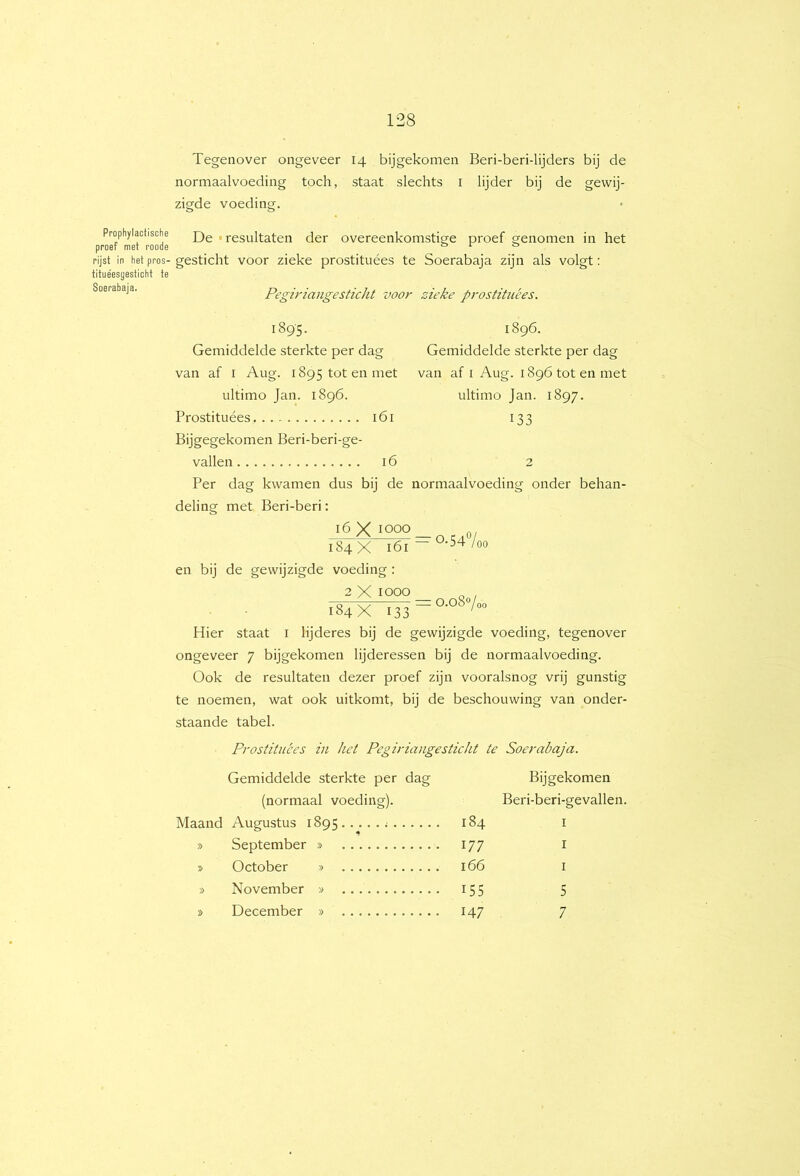 128
Tegenover ongeveer 14 bijgekomen Beri-beri-lijders bij de
normaalvoeding toch, staat slechts 1 lijder bij de gewij-
zigde voeding.
Prophylactische
proef met roode
rijst in het pros-
tituéesgesticht te
Soerabaja.
De resultaten der overeenkomstige proef genomen in het
gesticht voor zieke prostituées te Soerabaja zijn als volgt:
Pegiriangesticht voor zieke prostituées.
1895. 1896.
Gemiddelde sterkte per dag Gemiddelde sterkte per dag
van af 1 Aug. 1895 tot en met van af 1 Aug. 1896 tot en met
ultimo Jan. 1896. ultimo Jan. 1897.
Prostituées............... 161 133
Bijgegekomen Beri-beri-ge-
vallen............... 16 2
Per dag kwamen dus bij de normaalvoeding onder behan-
deling met Beri-beri:
16 X 1000
184 X 161 = 0.54 %00
en bij de gewijzigde voeding:
2 X 1000
184 X 133 = 0.08%00
Hier staat 1 lijderes bij de gewijzigde voeding, tegenover
ongeveer 7 bijgekomen lijderessen bij de normaalvoeding.
Ook de resultaten dezer proef zijn vooralsnog vrij gunstig
te noemen, wat ook uitkomt, bij de beschouwing van onder-
staande tabel.
Prostituées in het Pegiriangesticht te Soerabaja.
Gemiddelde sterkte per dag Bijgekomen
(normaal voeding). Beri-beri-gevallen.
Maand Augustus 1895............ 184 1
» September » ............ 177 1
» October » ............ 166 1
» November » ............ 155 5
» December » ............ 147 7